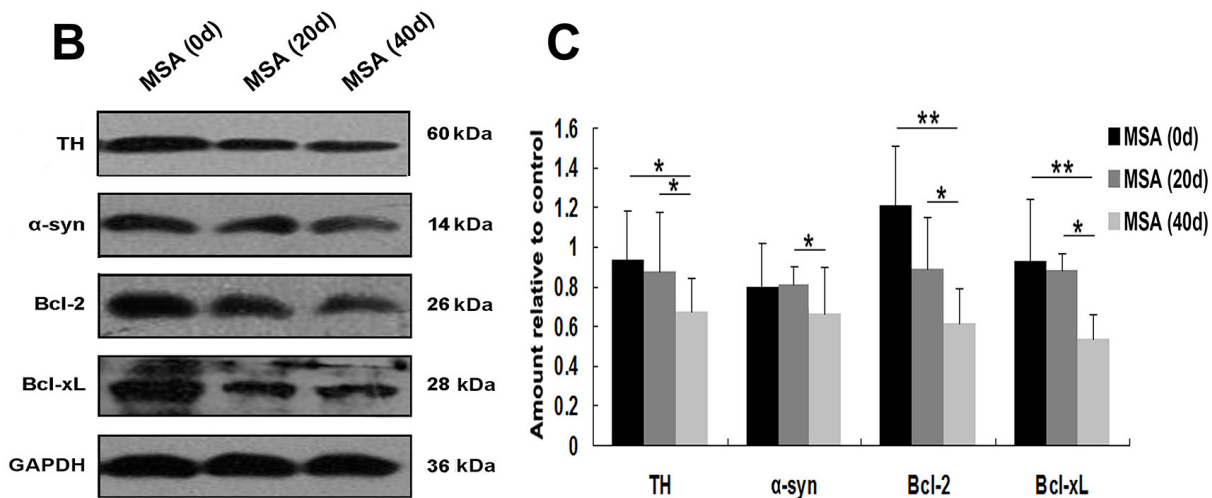 B
MSA (0d) MSA (20d) MSA (40d)
TH 60 kDa
α-syn 14 kDa
Bcl-2 26 kDa
Bcl-xL 28 kDa
GAPDH 36 kDa
C
Amount relative to control
1.6
1.4
1.2
1
0.8
0.6
0.4
0.2
0
* * * ** * ** *
MSA (0d)
MSA (20d)
MSA (40d)
TH α-syn Bcl-2 Bcl-xL